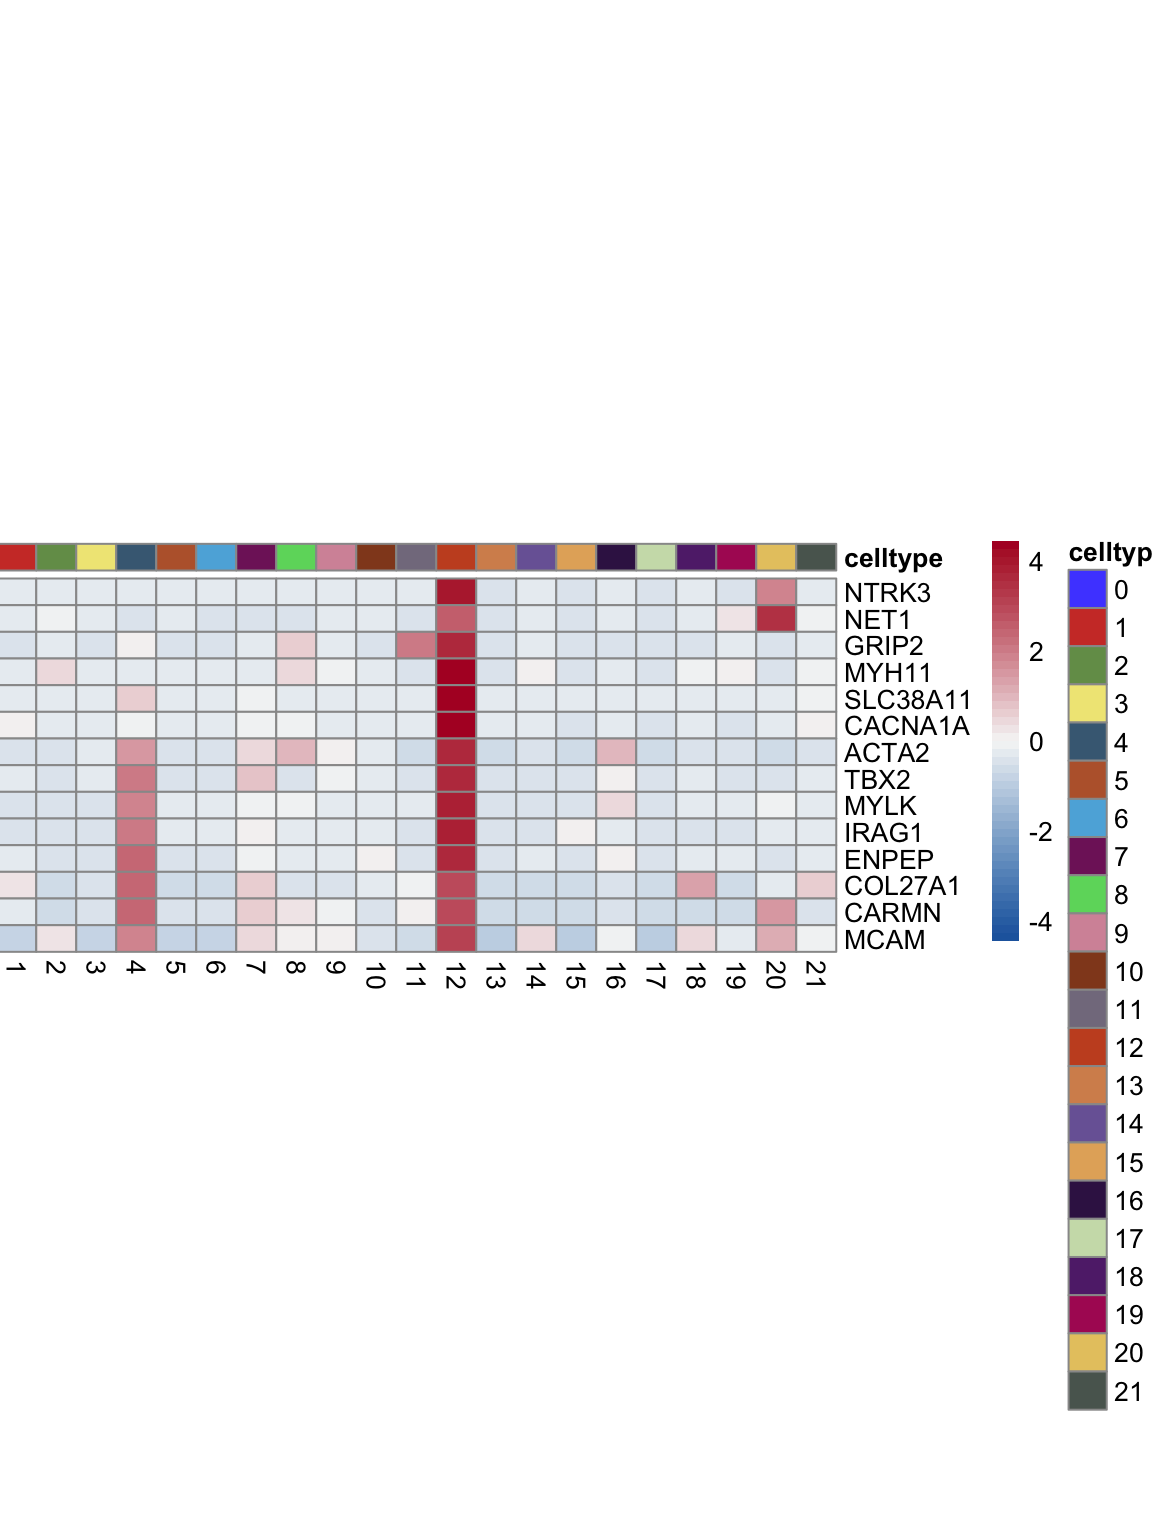 celltype
NTRK3
NET1
GRIP2
MYH11
SLC38A11
CACNA1A
ACTA2
TBX2
MYLK
IRAG1
ENPEP
COL27A1
CARMN
MCAM
1 2 3 4 5 6 7 8 9 10 11 12 13 14 15 16 17 18 19 20 21
4
2
0
-2
-4
celltyp
0
1
2
3
4
5
6
7
8
9
10
11
12
13
14
15
16
17
18
19
20
21